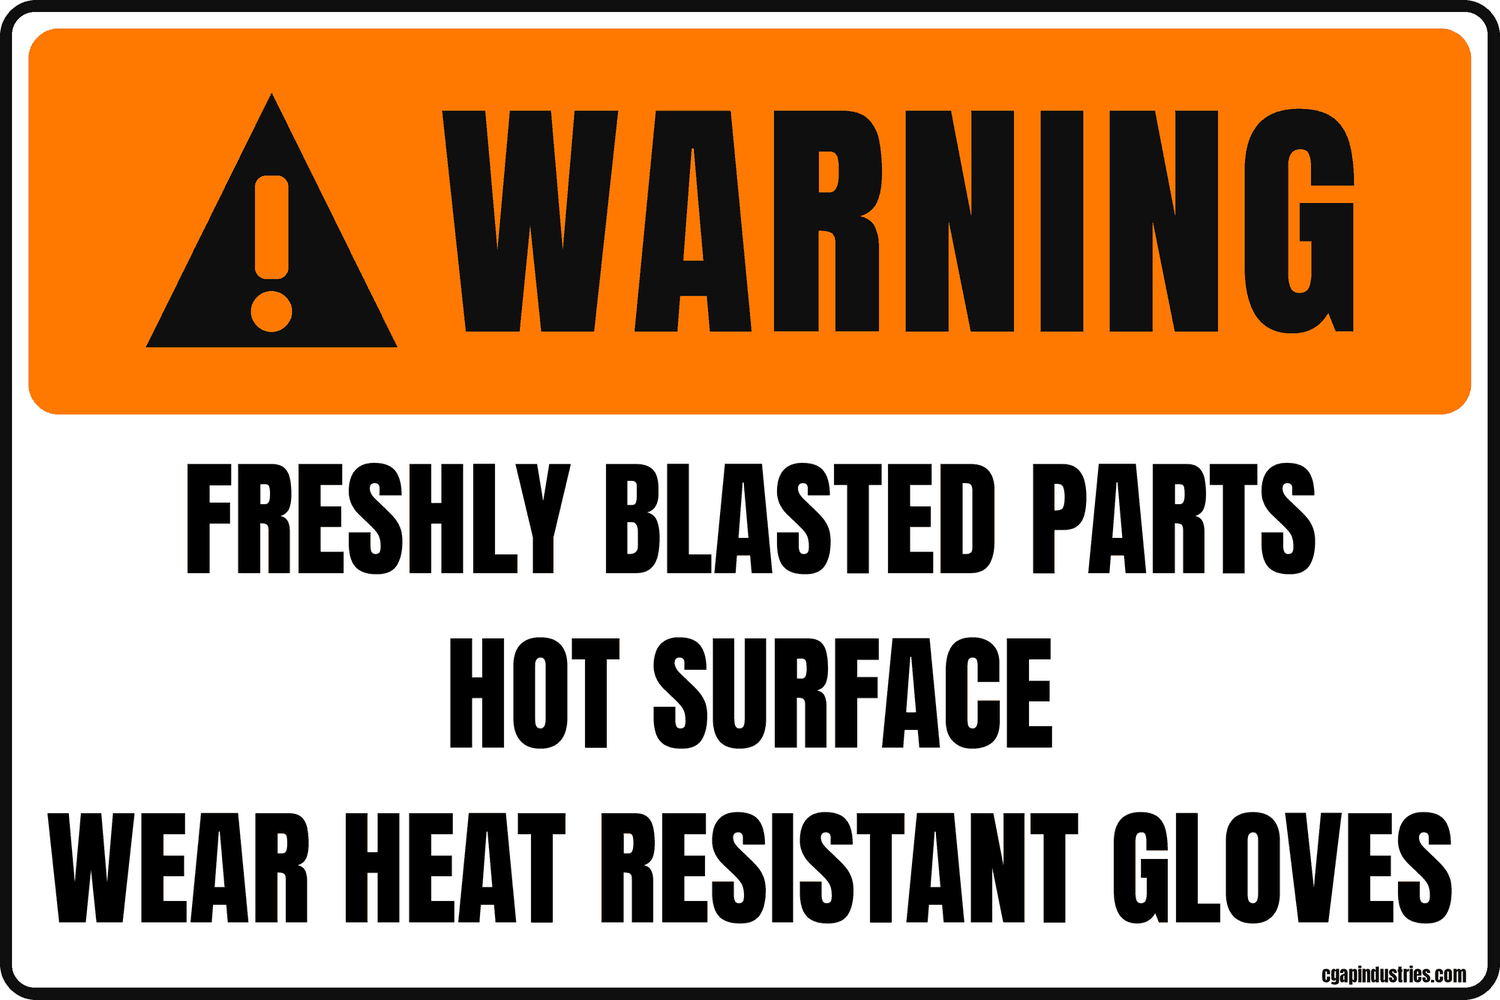 WARNING
FRESHLY BLASTED PARTS
HOT SURFACE
WEAR HEAT RESISTANT GLOVES
cgapindustries.com